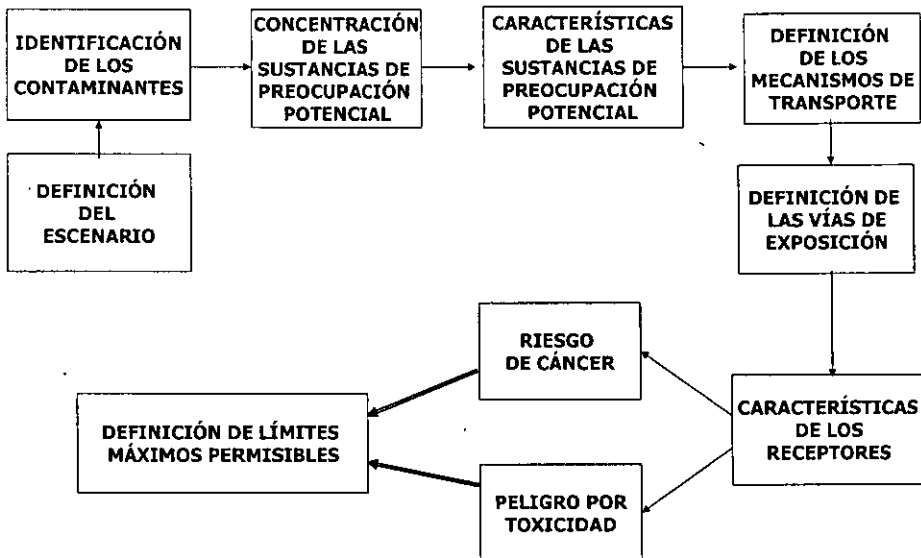 IDENTIFICACIÓN
DE LOS
CONTAMINANTES
CONCENTRACIÓN
DE LAS
SUSTANCIAS DE
PREOCUPACIÓN
POTENCIAL
CARACTERÍSTICAS
DE LAS
SUSTANCIAS DE
PREOCUPACIÓN
POTENCIAL
DEFINICIÓN
DE LOS
MECANISMOS DE
TRANSPORTE
DEFINICIÓN
DEL
ESCENARIO
DEFINICIÓN DE
LAS VÍAS DE
EXPOSICIÓN
RIESGO
DE CÁNCER
CARACTERÍSTICAS
DE LOS
RECEPTORES
DEFINICIÓN DE LÍMITES
MÁXIMOS PERMISIBLES
PELIGRO POR
TOXICIDAD